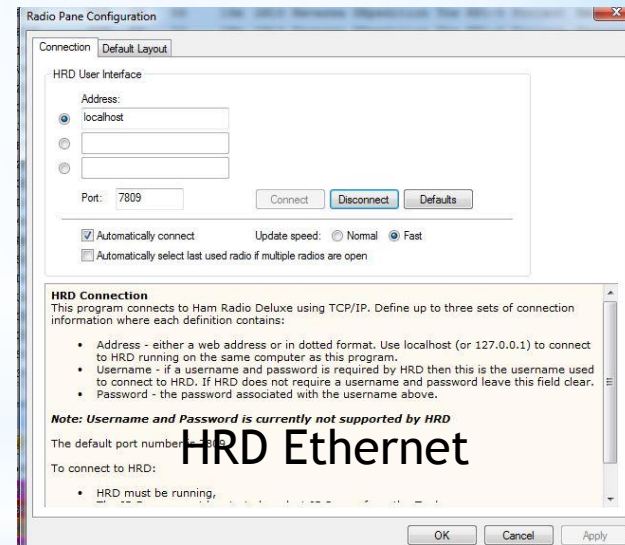 Radio Pane Configuration
Connection Default Layout
HRD User Interface
Address:
localhost
Port: 7809 Connect Disconnect Defaults
Automatically connect Update speed: Normal Fast
Automatically select last used radio if multiple radios are open
HRD Connection
This program connects to Ham Radio Deluxe using TCP/IP. Define up to three sets of connection
information where each definition contains:
• Address - either a web address or in dotted format. Use localhost (or 127.0.0.1) to connect
to HRD running on the same computer as this program.
• Username - if a username and password is required by HRD then this is the username used
to connect to HRD. If HRD does not require a username and password leave this field clear.
• Password - the password associated with the username above.
Note: Username and Password is currently not supported by HRD
The default port number is 7809
HRD Ethernet
To connect to HRD:
• HRD must be running,
OK Cancel Apply